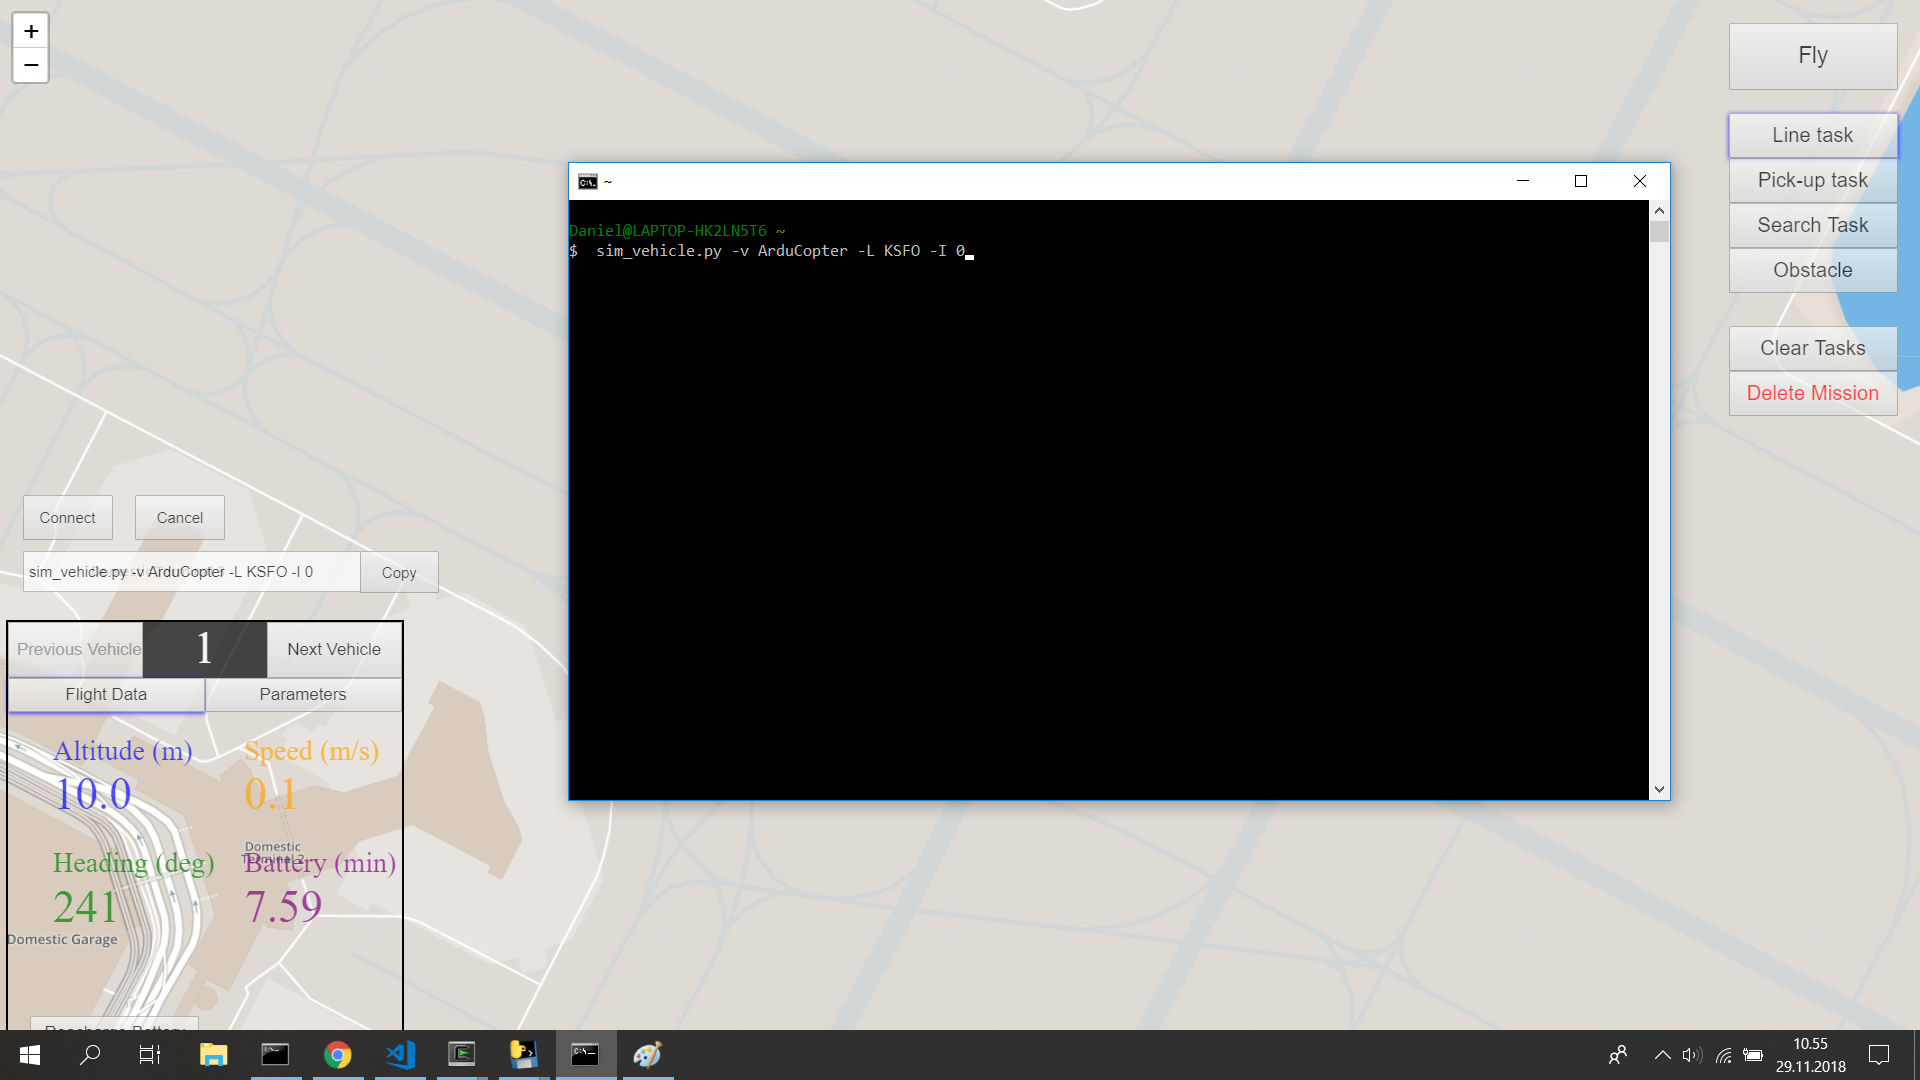 +
−
Fly
Line task
Pick-up task
Search Task
Obstacle
Clear Tasks
Delete Mission
~
Daniel@LAPTOP-HK2LN5T6 ~
$ sim_vehicle.py -v ArduCopter -L KSFO -I 0
Connect
Cancel
sim_vehicle.py -v ArduCopter -L KSFO -I 0
Copy
Previous Vehicle
1
Next Vehicle
Flight Data
Parameters
Altitude (m)
10.0
Speed (m/s)
0.1
Domestic
Terminal 2
Heading (deg)
241
Battery (min)
7.59
Domestic Garage
10.55
29.11.2018